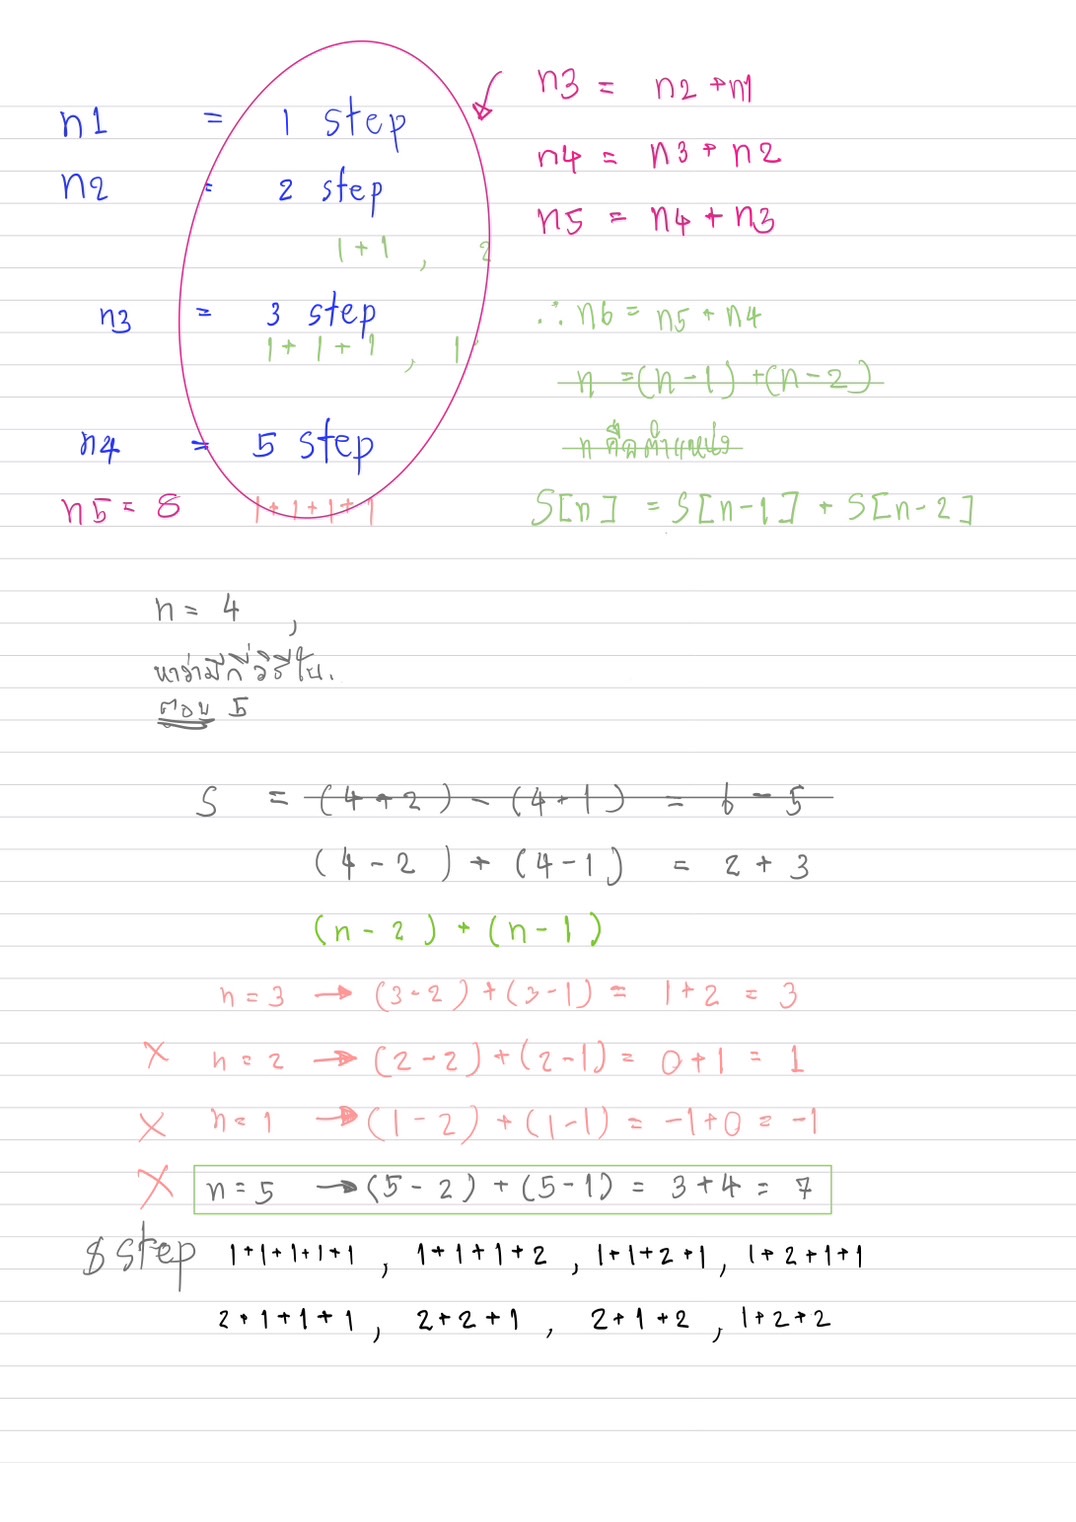 n1 = 1 step
n2 = 2 step
1+1 , 2
n3 = 3 step
1+1+1 , 1
n4 = 5 step
n5 = 8 1+1+1+1
n3 = n2+n1
n4 = n3+n2
n5 = n4+n3
∴ n6 = n5+n4
n =(n-1)+(n-2)
n คือตำแหน่ง
S[n] = S[n-1] + S[n-2]
n = 4 ,
หาว่ามีกี่วิธี
ตอบ 5
S = (4+2) - (4+1) = 6 - 5
(4-2) + (4-1) = 2 + 3
(n-2) + (n-1)
n=3 → (3-2)+(3-1) = 1+2 = 3
✗ n=2 → (2-2)+(2-1) = 0+1 = 1
✗ n=1 → (1-2)+(1-1) = -1+0 = -1
✗ n=5 → (5-2)+(5-1) = 3+4 = 7
8 step 1+1+1+1+1 , 1+1+1+2 , 1+1+2+1 , 1+2+1+1
2+1+1+1 , 2+2+1 , 2+1+2 , 1+2+2